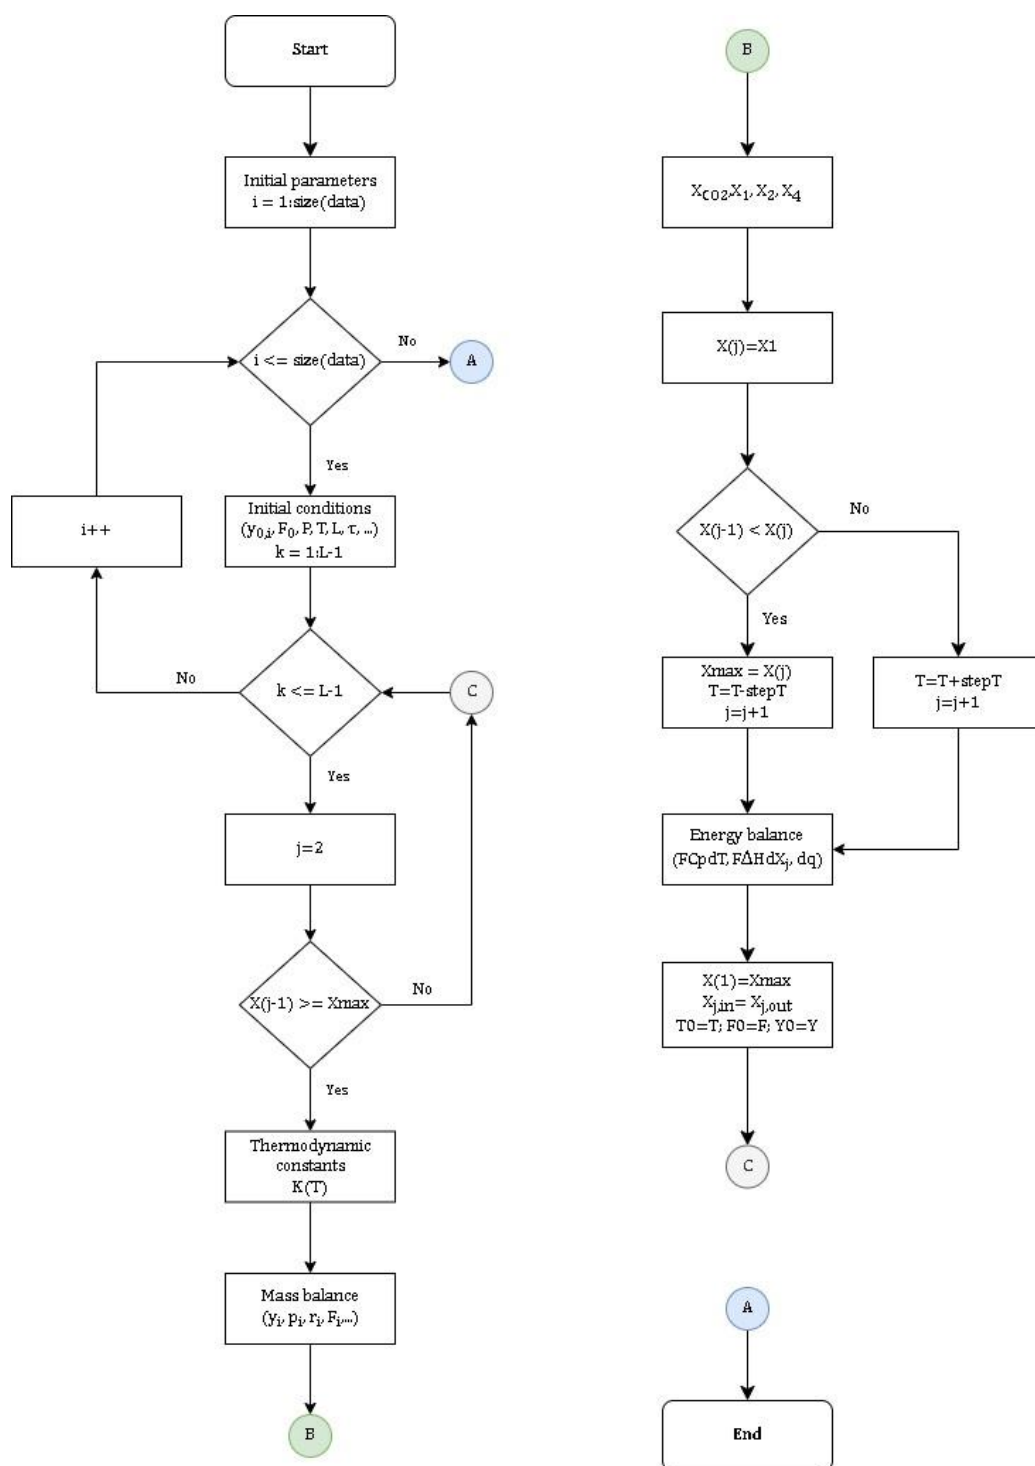 Start
Initial parameters
i = 1:size(data)
i <= size(data)
No
A
Yes
i++
Initial conditions
(y0,i, F0, P, T, L, τ, ...)
k = 1:L-1
No
k <= L-1
C
Yes
j=2
X(j-1) >= Xmax
No
Yes
Thermodynamic
constants
K(T)
Mass balance
(yi, pi, ri, Fi,...)
B
B
XCO2,X1, X2, X4
X(j)=X1
X(j-1) < X(j)
No
Yes
Xmax = X(j)
T=T-stepT
j=j+1
T=T+stepT
j=j+1
Energy balance
(FCpdT, FΔHdXj, dq)
X(1)=Xmax
Xj,in= Xj,out
T0=T; F0=F; Y0=Y
C
A
End